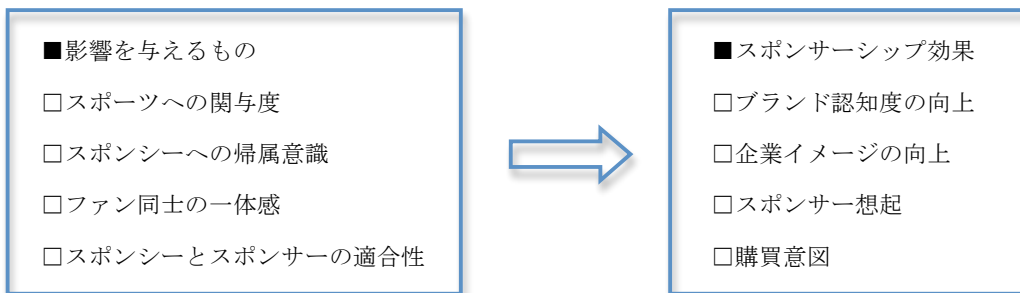 ■影響を与えるもの
□スポーツへの関与度
□スポンシーへの帰属意識
□ファン同士の一体感
□スポンシーとスポンサーの適合性
■スポンサーシップ効果
□ブランド認知度の向上
□企業イメージの向上
□スポンサー想起
□購買意図